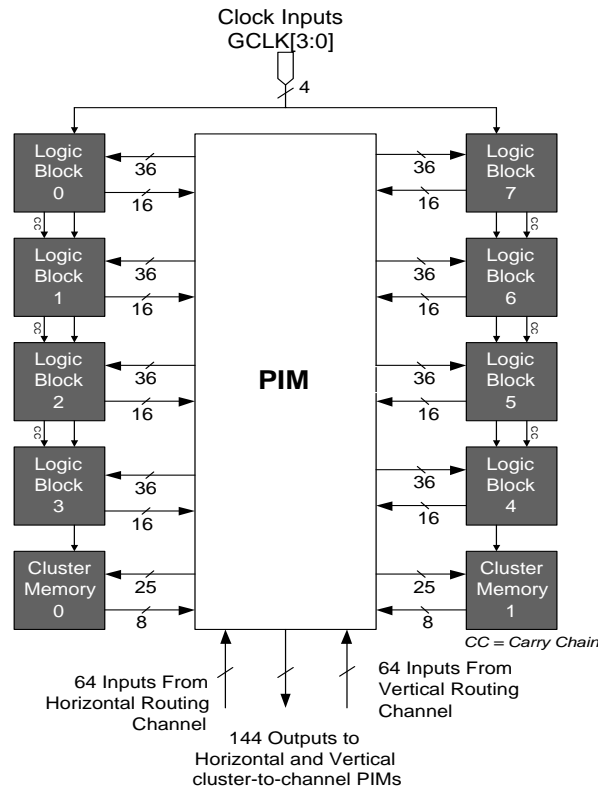 Clock Inputs
GCLK[3:0]
4
Logic
Block
0
36
16
CC
Logic
Block
1
36
16
CC
Logic
Block
2
36
16
CC
Logic
Block
3
36
16
Cluster
Memory
0
25
8
PIM
Logic
Block
7
36
16
CC
Logic
Block
6
36
16
CC
Logic
Block
5
36
16
CC
Logic
Block
4
36
16
Cluster
Memory
1
25
8
CC = Carry Chain
64 Inputs From
Horizontal Routing
Channel
64 Inputs From
Vertical Routing
Channel
144 Outputs to
Horizontal and Vertical
cluster-to-channel PIMs